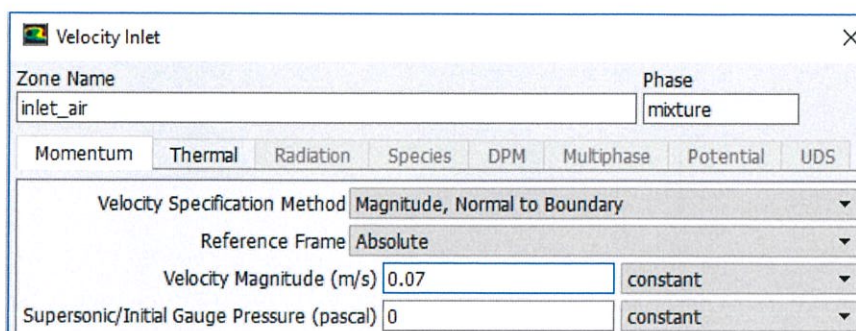 Velocity Inlet
Zone Name Phase
inlet_air mixture
Momentum Thermal Radiation Species DPM Multiphase Potential UDS
Velocity Specification Method Magnitude, Normal to Boundary
Reference Frame Absolute
Velocity Magnitude (m/s) 0.07 constant
Supersonic/Initial Gauge Pressure (pascal) 0 constant